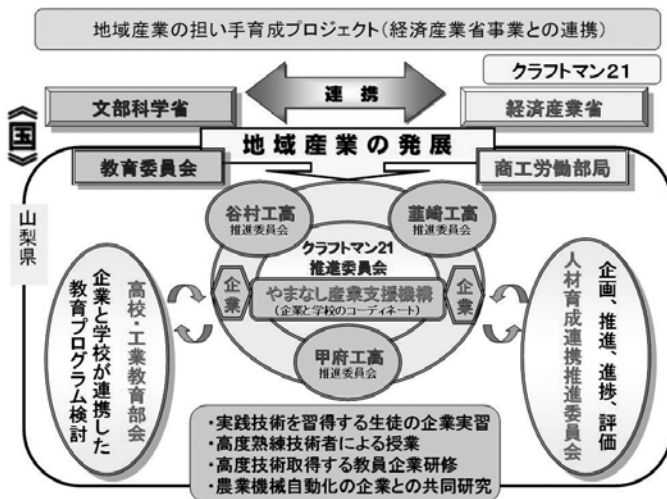 地域産業の担い手育成プロジェクト(経済産業省事業との連携)
クラフトマン21
連携
文部科学省
経済産業省
《国》
地域産業の発展
教育委員会
商工労働部局
山梨県
谷村工高
推進委員会
韮崎工高
推進委員会
クラフトマン21
推進委員会
企業
やまなし産業支援機構
(企業と学校のコーディネート)
企業
甲府工高
推進委員会
高校・工業教育部会
企業と学校が連携した
教育プログラム検討
企画、推進、進捗、評価
人材育成連携推進委員会
・実践技術を習得する生徒の企業実習
・高度熟練技術者による授業
・高度技術取得する教員企業研修
・農業機械自動化の企業との共同研究